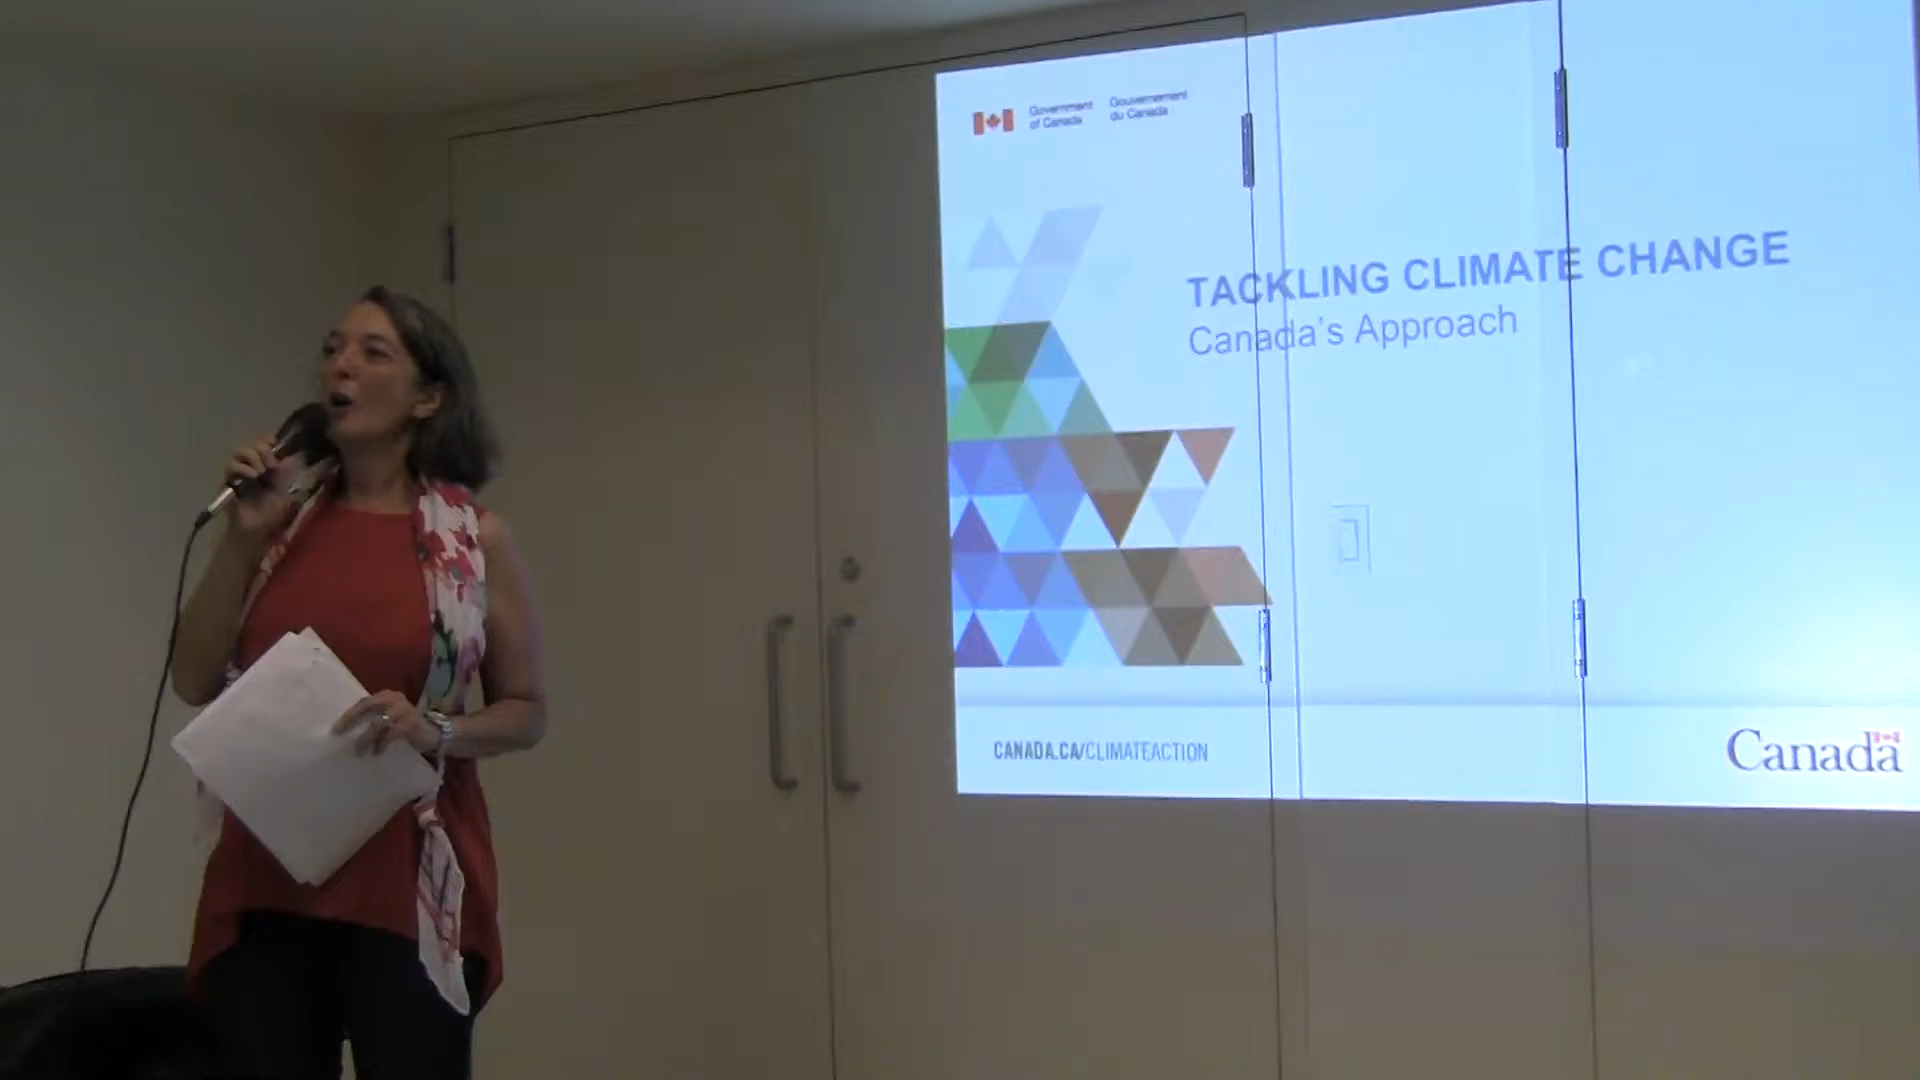 Government
of Canada
Gouvernement
du Canada
TACKLING CLIMATE CHANGE
Canada's Approach
CANADA.CA/CLIMATEACTION
Canada